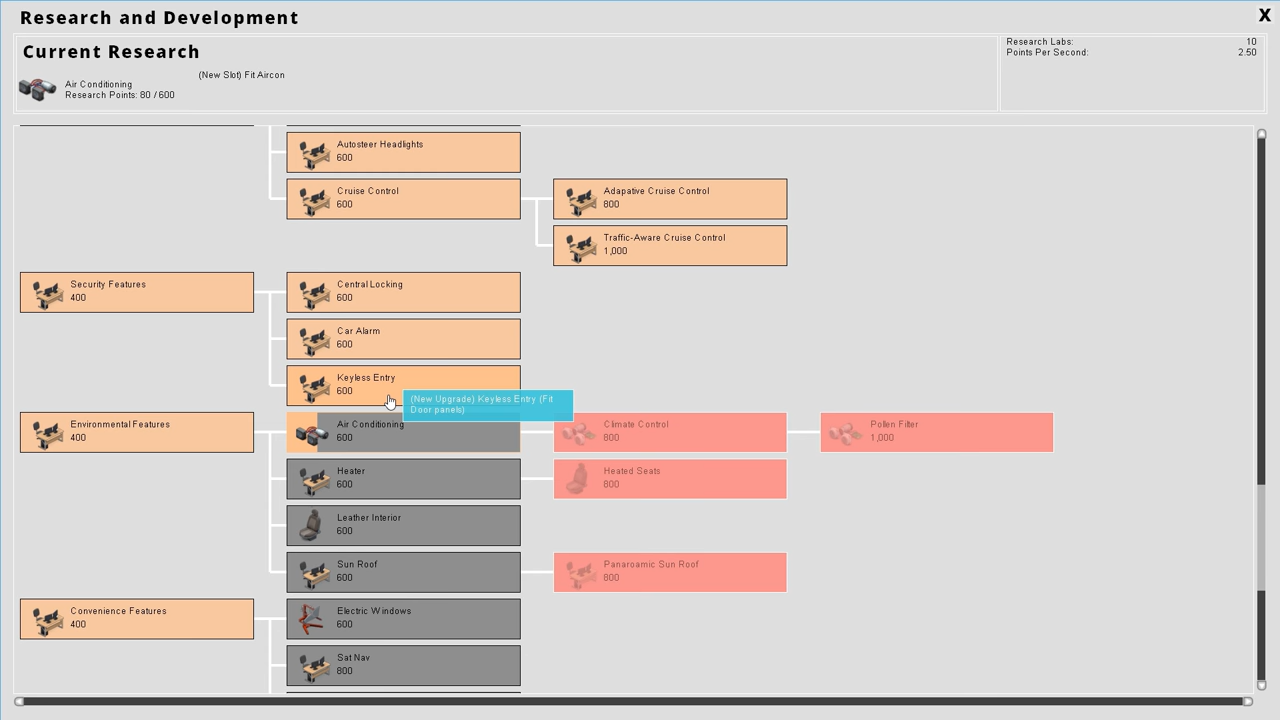 Research and Development
X
Current Research
(New Slot) Fit Aircon
Air Conditioning
Research Points: 80 / 600
Research Labs: 10
Points Per Second: 2.50
Autosteer Headlights
600
Cruise Control
600
Adapative Cruise Control
800
Traffic-Aware Cruise Control
1,000
Security Features
400
Central Locking
600
Car Alarm
600
Keyless Entry
600
(New Upgrade) Keyless Entry (Fit
Door panels)
Environmental Features
400
Air Conditioning
600
Climate Control
800
Pollen Filter
1,000
Heater
600
Heated Seats
800
Leather Interior
600
Sun Roof
600
Panaroamic Sun Roof
800
Convenience Features
400
Electric Windows
600
Sat Nav
800